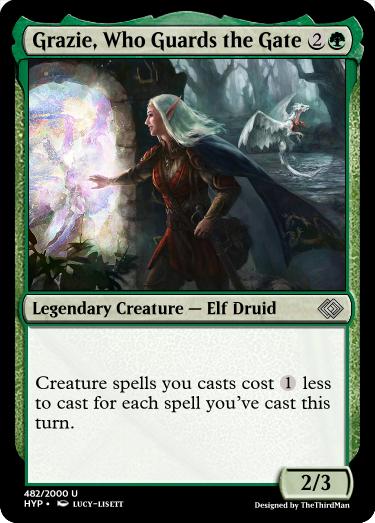 Grazie, Who Guards the Gate 2
Legendary Creature — Elf Druid
Creature spells you casts cost 1 less
to cast for each spell you've cast this
turn.
2/3
482/2000 U
HYP • LUCY-LISETT
Designed by TheThirdMan